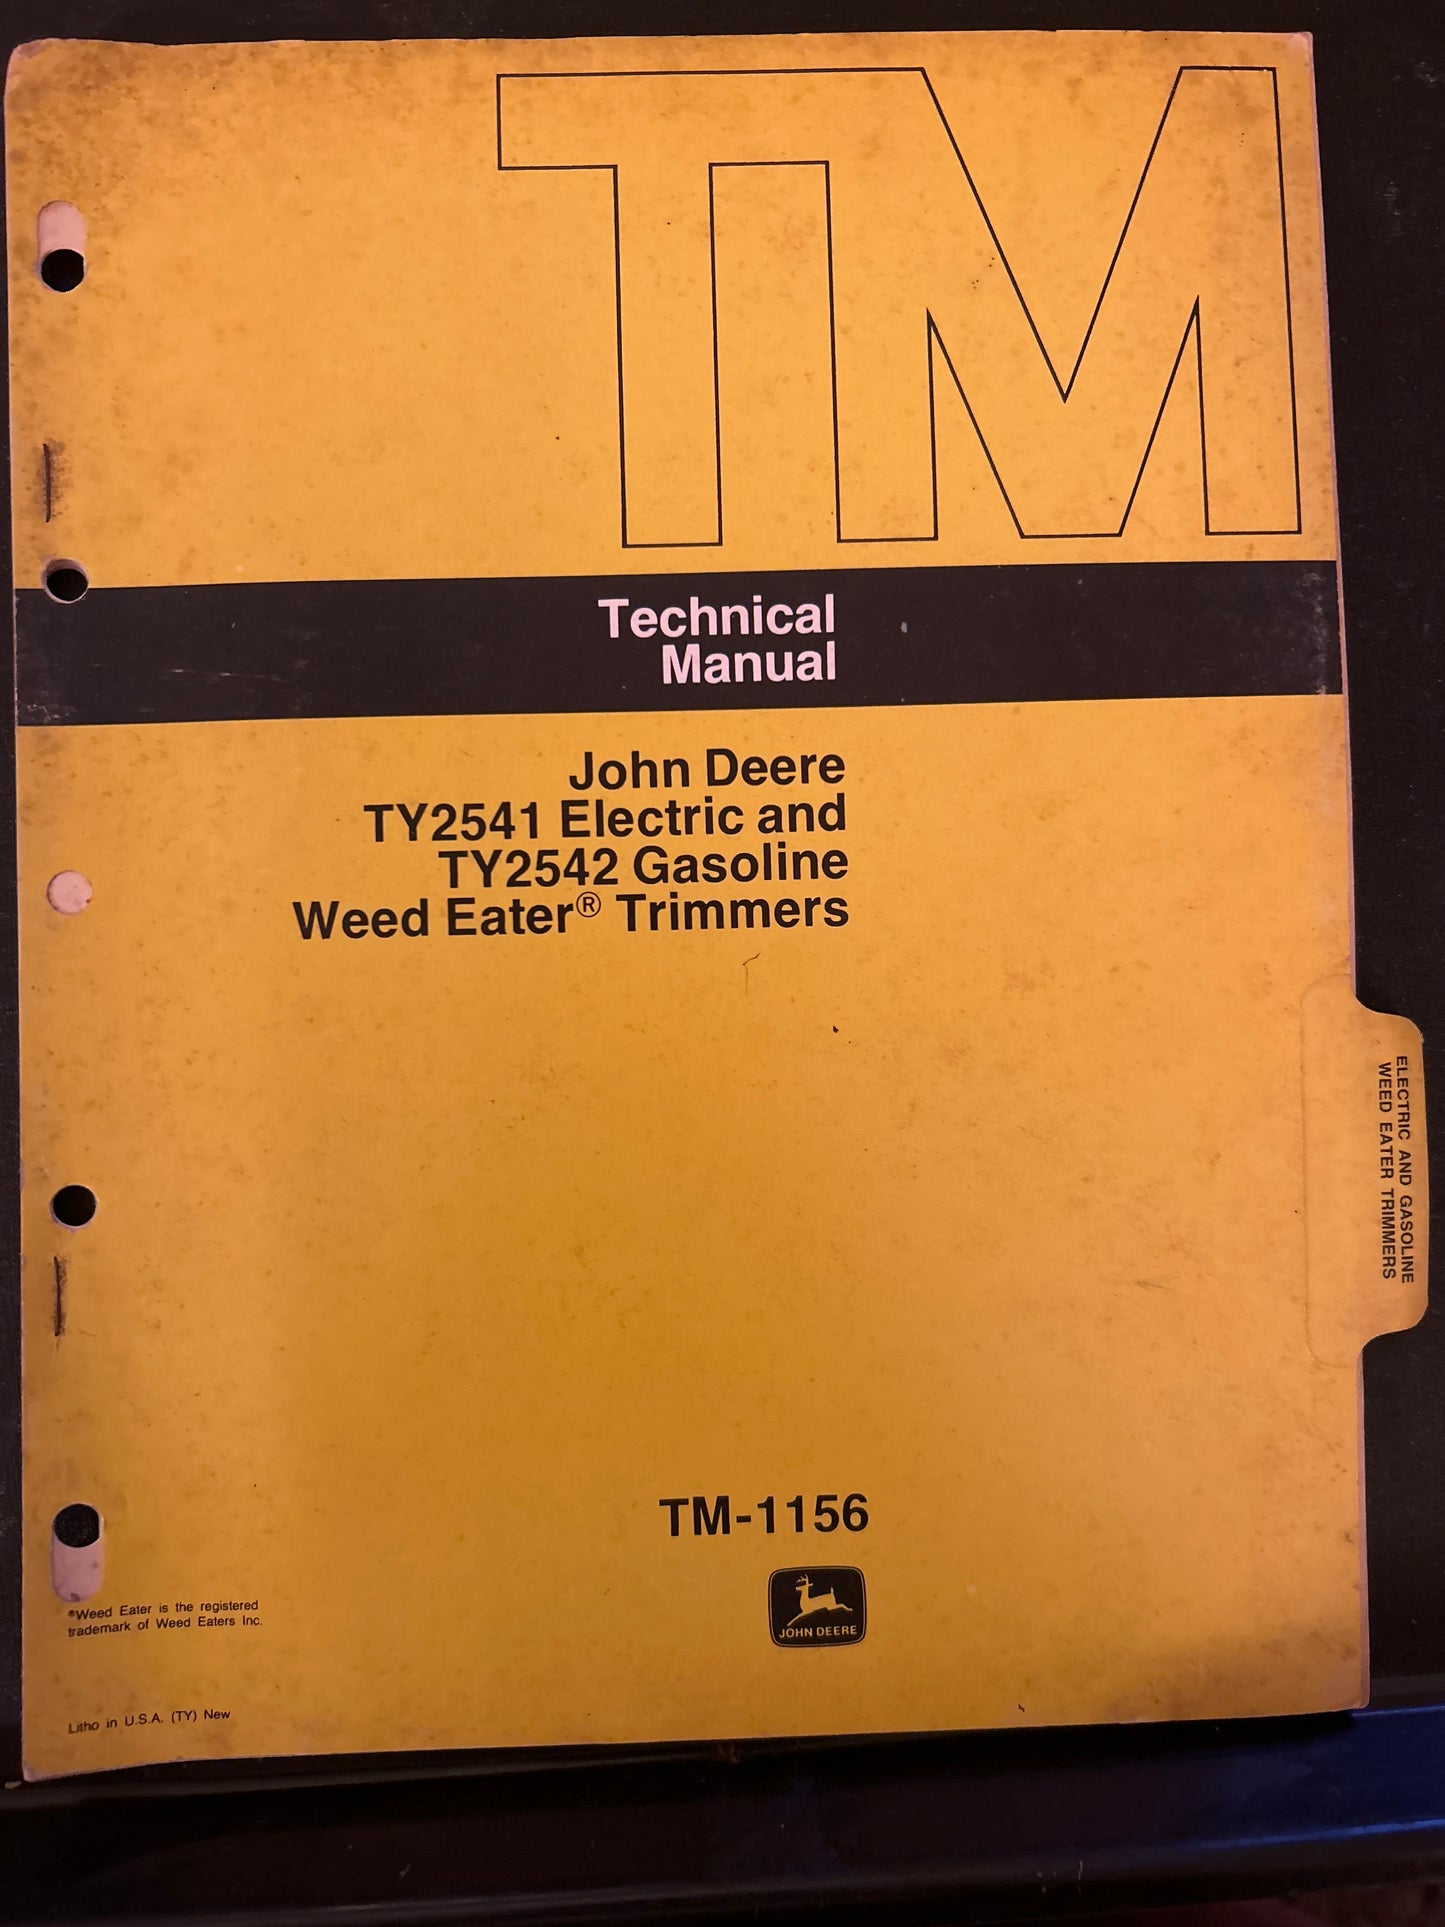 TM
Technical
Manual
John Deere
TY2541 Electric and
TY2542 Gasoline
Weed Eater® Trimmers
ELECTRIC AND GASOLINE
WEED EATER TRIMMERS
TM-1156
JOHN DEERE
®Weed Eater is the registered
trademark of Weed Eaters Inc.
Litho in U.S.A. (TY) New